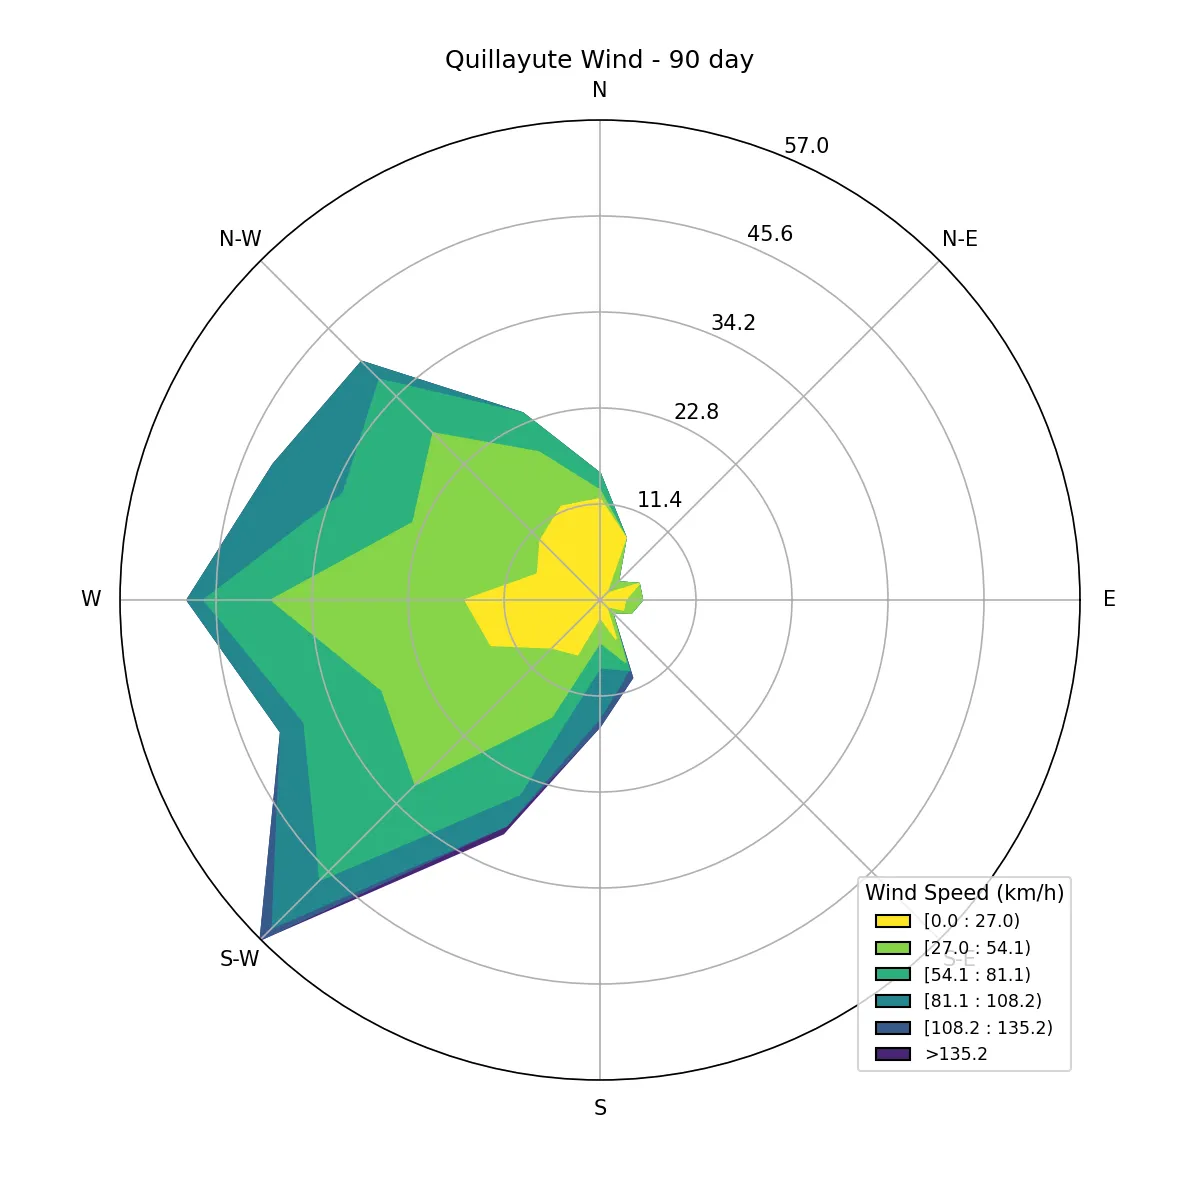 Quillayute Wind - 90 day
N
57.0
N-W
45.6
N-E
34.2
22.8
11.4
W
E
Wind Speed (km/h)
[0.0 : 27.0)
[27.0 : 54.1)
S-W
S-E
[54.1 : 81.1)
[81.1 : 108.2)
[108.2 : 135.2)
>135.2
S